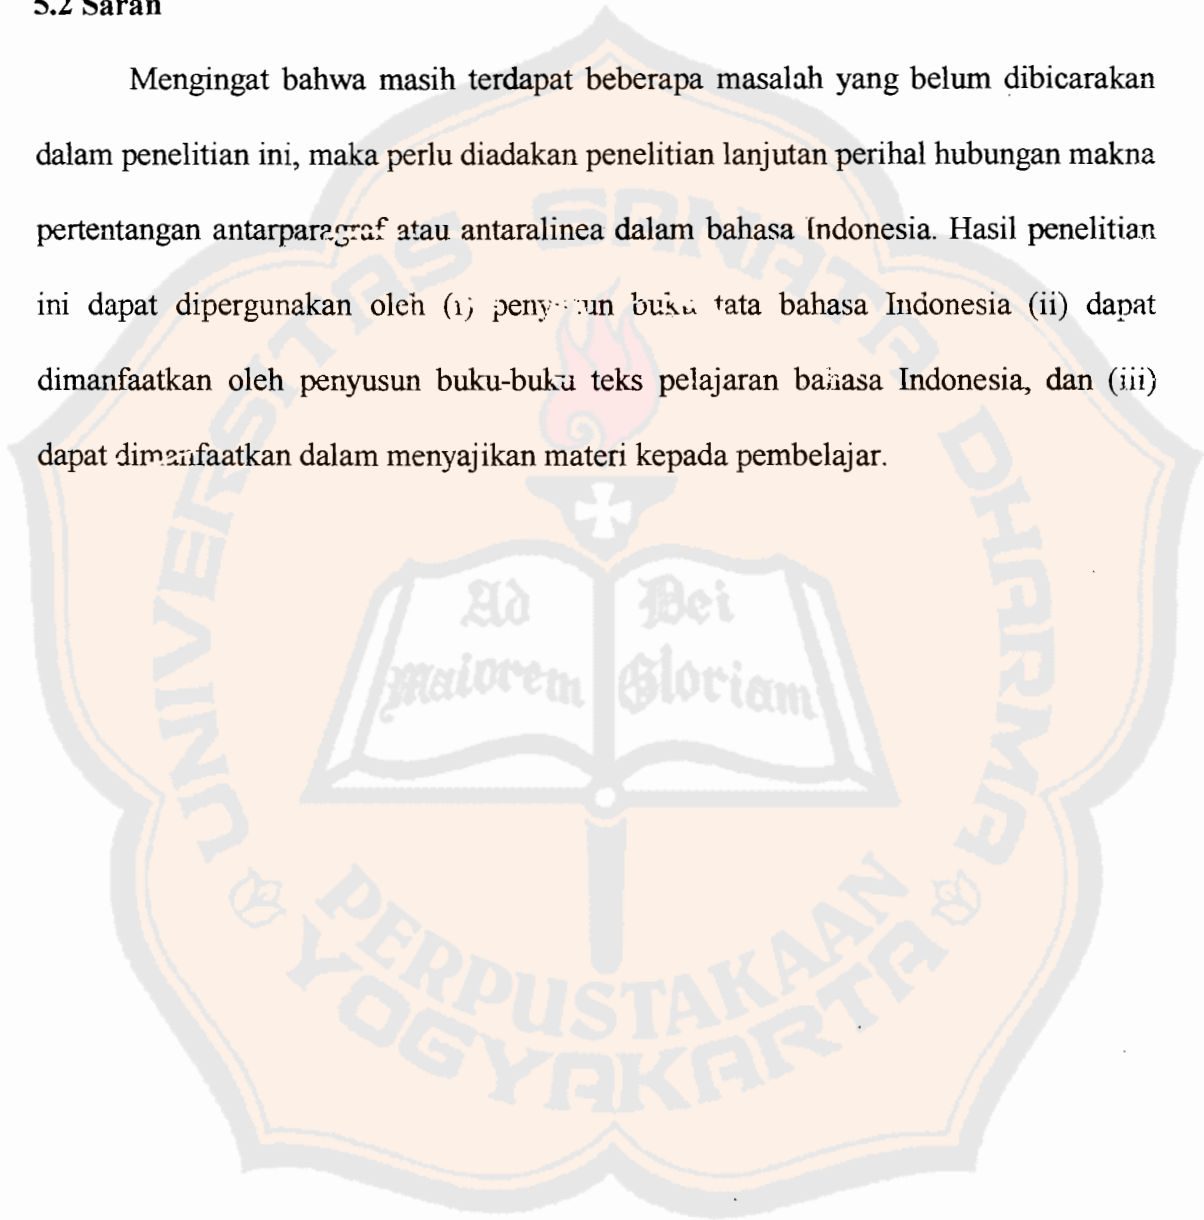 5.2 Saran
Mengingat bahwa masih terdapat beberapa masalah yang belum dibicarakan
dalam penelitian ini, maka perlu diadakan penelitian lanjutan perihal hubungan makna
pertentangan antarparagraf atau antaralinea dalam bahasa Indonesia. Hasil penelitian
ini dapat dipergunakan oleh (i) penyusun buku tata bahasa Indonesia (ii) dapat
dimanfaatkan oleh penyusun buku-buku teks pelajaran bahasa Indonesia, dan (iii)
dapat dimanfaatkan dalam menyajikan materi kepada pembelajar.
UNIVERSITAS SANATA DHARMA
Ad Dei
maiorem Gloriam
PERPUSTAKAAN
YOGYAKARTA